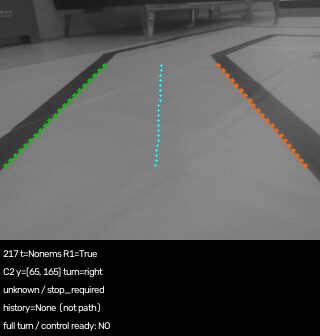 217 t=Nonems R1=True
C2 y=[65, 165] turn=right
unknown / stop_required
history=None (not path)
full turn / control ready: NO